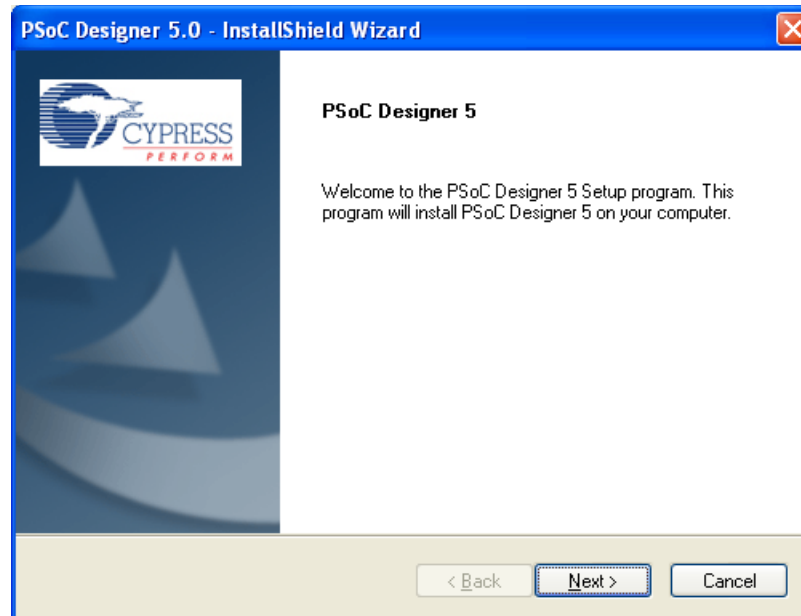 PSoC Designer 5.0 - InstallShield Wizard
CYPRESS
PERFORM
PSoC Designer 5
Welcome to the PSoC Designer 5 Setup program. This
program will install PSoC Designer 5 on your computer.
< Back Next > Cancel